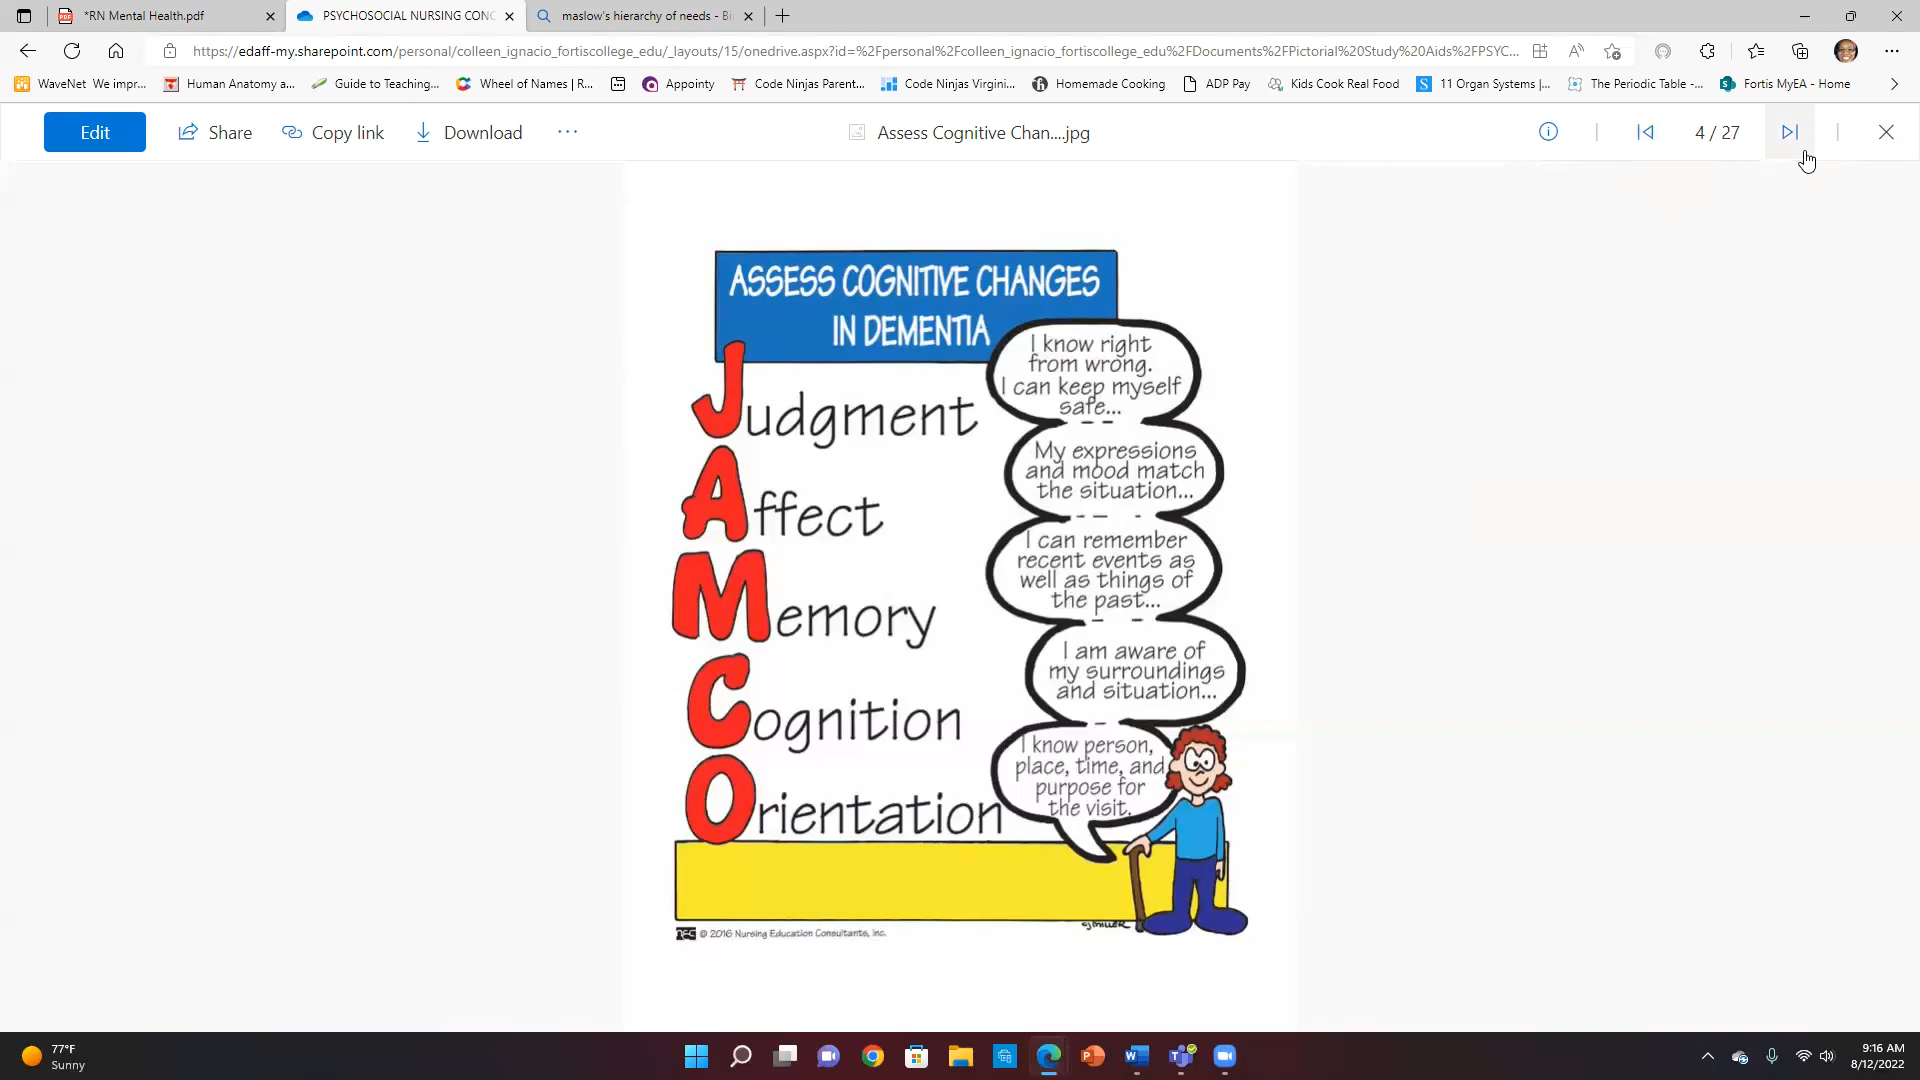 *RN Mental Health.pdf
PSYCHOSOCIAL NURSING CONC
maslow's hierarchy of needs - Bi
https://edaff-my.sharepoint.com/personal/colleen_ignacio_fortiscollege_edu/_layouts/15/onedrive.aspx?id=%2Fpersonal%2Fcolleen_ignacio_fortiscollege_edu%2FDocuments%2FPictorial%20Study%20Aids%2FPSYC...
WaveNet We impr...
Human Anatomy a...
Guide to Teaching...
Wheel of Names | R...
Appointy
Code Ninjas Parent...
Code Ninjas Virgini...
Homemade Cooking
ADP Pay
Kids Cook Real Food
11 Organ Systems |...
The Periodic Table -...
Fortis MyEA - Home
Edit
Share
Copy link
Download
Assess Cognitive Chan....jpg
4 / 27
ASSESS COGNITIVE CHANGES
IN DEMENTIA
Judgment
I know right
from wrong.
I can keep myself
safe...
Affect
My expressions
and mood match
the situation...
Memory
I can remember
recent events as
well as things of
the past...
Cognition
I am aware of
my surroundings
and situation...
Orientation
I know person,
place, time, and
purpose for
the visit.
CJMILLER
nec © 2016 Nursing Education Consultants, Inc.
77°F
Sunny
9:16 AM
8/12/2022